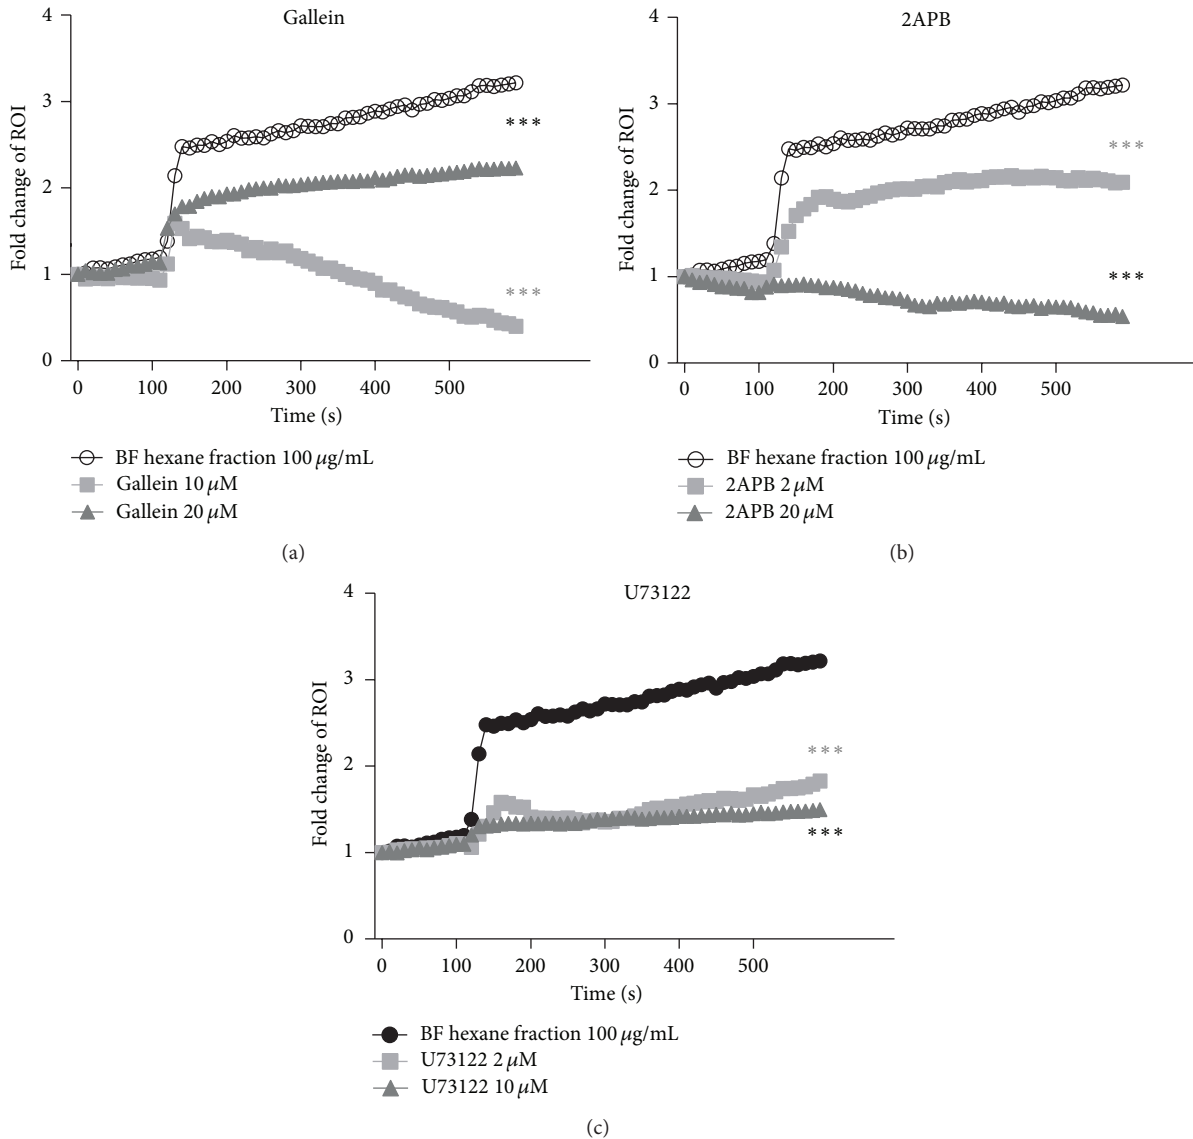 Gallein
4
3
2
1
0
Fold change of ROI
***
***
0 100 200 300 400 500
Time (s)
BF hexane fraction 100 μg/mL
Gallein 10 μM
Gallein 20 μM
(a)
2APB
4
3
2
1
0
Fold change of ROI
***
***
0 100 200 300 400 500
Time (s)
BF hexane fraction 100 μg/mL
2APB 2 μM
2APB 20 μM
(b)
U73122
4
3
2
1
0
Fold change of ROI
***
***
0 100 200 300 400 500
Time (s)
BF hexane fraction 100 μg/mL
U73122 2 μM
U73122 10 μM
(c)